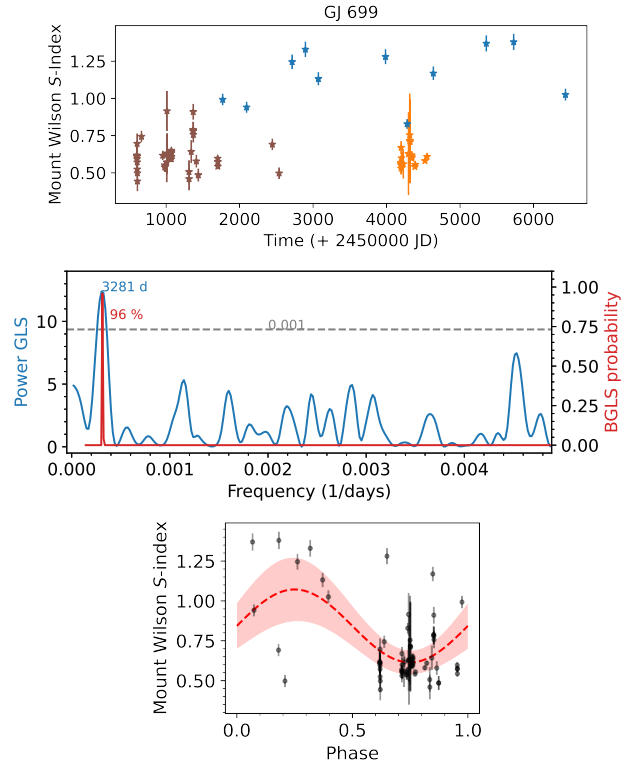 GJ 699
Mount Wilson S-index
1.25
1.00
0.75
0.50
1000 2000 3000 4000 5000 6000
Time (+ 2450000 JD)
Power GLS
10
5
0
3281 d
96 %
0.001
1.00
0.75
0.50
0.25
0.00
BGLS probability
0.000 0.001 0.002 0.003 0.004
Frequency (1/days)
Mount Wilson S-index
1.25
1.00
0.75
0.50
0.0 0.5 1.0
Phase